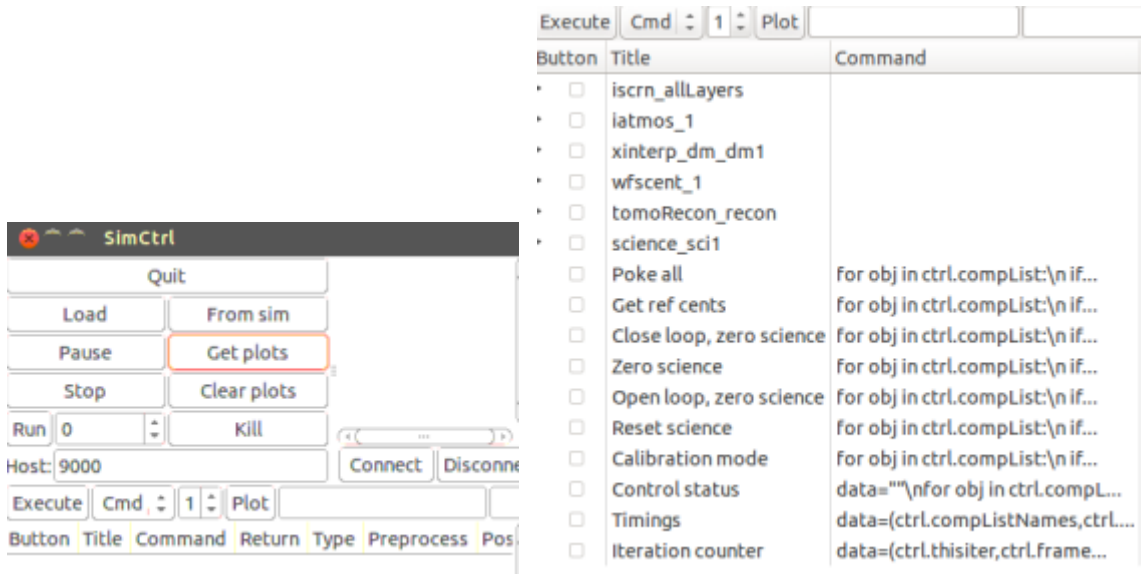 SimCtrl
Quit
Load From sim
Pause Get plots
Stop Clear plots
Run 0 Kill
Host: 9000 Connect Disconne
Execute Cmd 1 Plot
Button Title Command Return Type Preprocess Pos
Execute Cmd 1 Plot
Button Title Command
iscrn_allLayers
iatmos_1
xinterp_dm_dm1
wfscent_1
tomoRecon_recon
science_sci1
Poke all for obj in ctrl.compList:\n if...
Get ref cents for obj in ctrl.compList:\n if...
Close loop, zero science for obj in ctrl.compList:\n if...
Zero science for obj in ctrl.compList:\n if...
Open loop, zero science for obj in ctrl.compList:\n if...
Reset science for obj in ctrl.compList:\n if...
Calibration mode for obj in ctrl.compList:\n if...
Control status data=""\nfor obj in ctrl.compL...
Timings data=(ctrl.compListNames,ctrl....
Iteration counter data=(ctrl.thisiter,ctrl.frame...